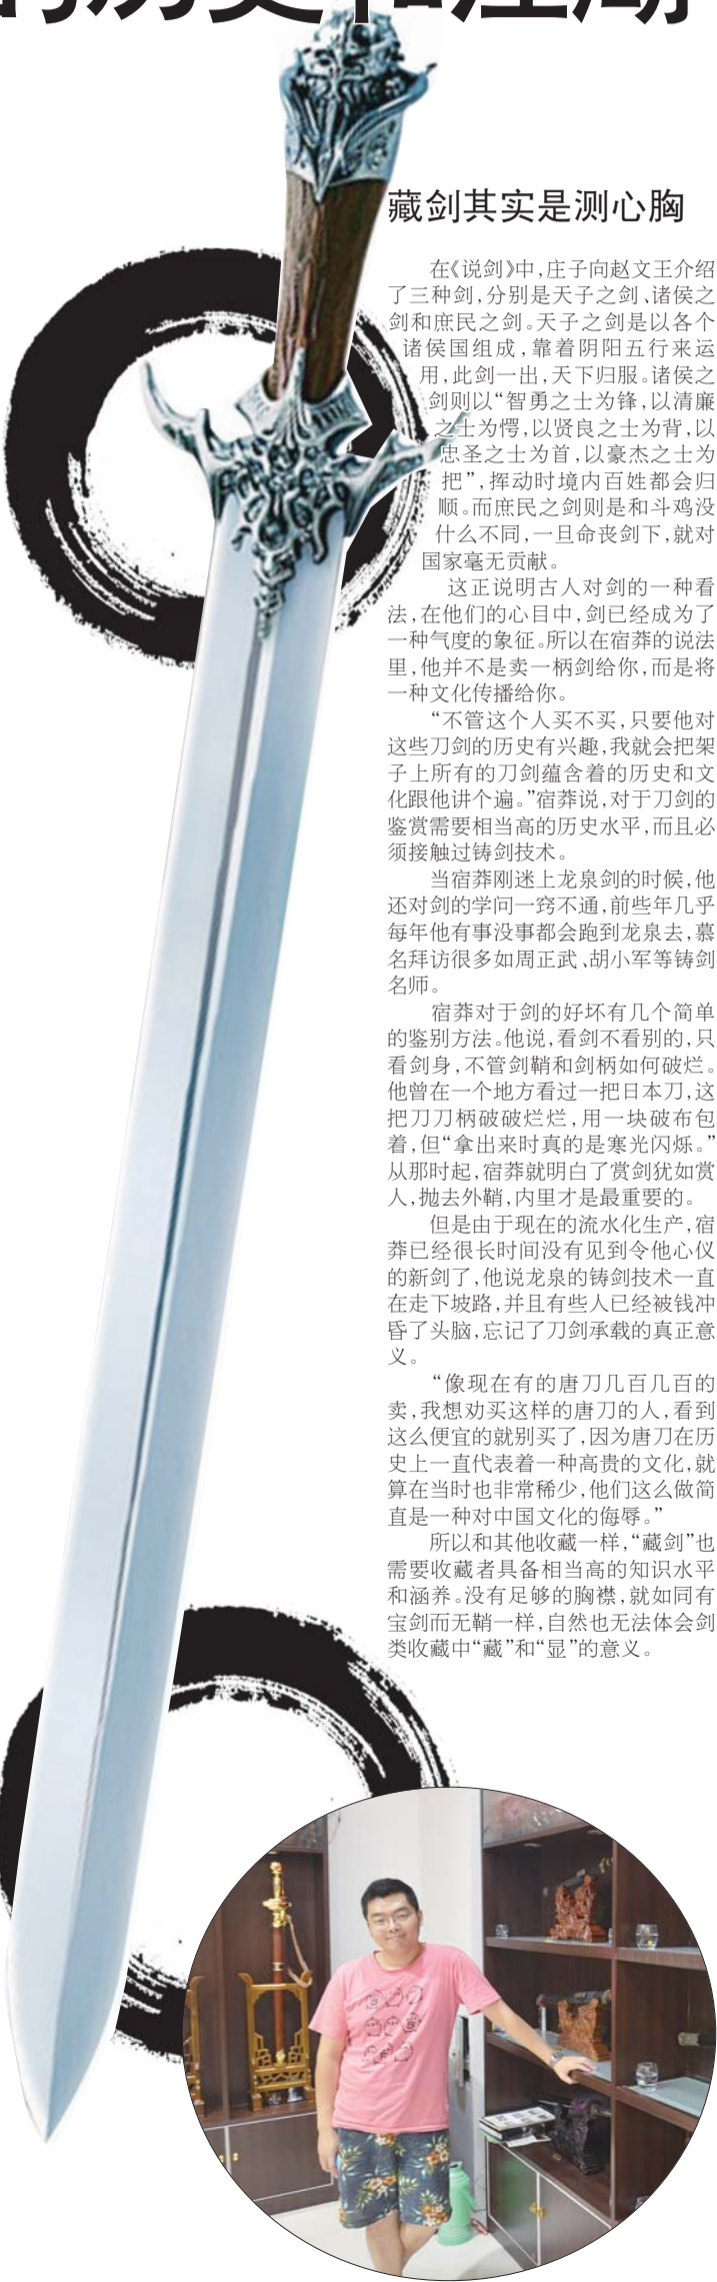 的历史和江湖
藏剑其实是测心胸
在《说剑》中，庄子向赵文王介绍
了三种剑，分别是天子之剑、诸侯之
剑和庶民之剑。天子之剑是以各个
诸侯国组成，靠着阴阳五行来运
用，此剑一出，天下归服。诸侯之
剑则以“智勇之士为锋，以清廉
之士为愕，以贤良之士为背，以
忠圣之士为首，以豪杰之士为
把”，挥动时境内百姓都会归
顺。而庶民之剑则是和斗鸡没
什么不同，一旦命丧剑下，就对
国家毫无贡献。
这正说明古人对剑的一种看
法，在他们的心目中，剑已经成为了
一种气度的象征。所以在宿莽的说法
里，他并不是卖一柄剑给你，而是将
一种文化传播给你。
“不管这个人买不买，只要他对
这些刀剑的历史有兴趣，我就会把架
子上所有的刀剑蕴含着的历史和文
化跟他讲个遍。”宿莽说，对于刀剑的
鉴赏需要相当高的历史水平，而且必
须接触过铸剑技术。
当宿莽刚迷上龙泉剑的时候，他
还对剑的学问一窍不通，前些年几乎
每年他有事没事都会跑到龙泉去，慕
名拜访很多如周正武、胡小军等铸剑
名师。
宿莽对于剑的好坏有几个简单
的鉴别方法。他说，看剑不看别的，只
看剑身，不管剑鞘和剑柄如何破烂。
他曾在一个地方看过一把日本刀，这
把刀刀柄破破烂烂，用一块破布包
着，但“拿出来时真的是寒光闪烁。”
从那时起，宿莽就明白了赏剑犹如赏
人，抛去外鞘，内里才是最重要的。
但是由于现在的流水化生产，宿
莽已经很长时间没有见到令他心仪
的新剑了，他说龙泉的铸剑技术一直
在走下坡路，并且有些人已经被钱冲
昏了头脑，忘记了刀剑承载的真正意
义。
“像现在有的唐刀几百几百的
卖，我想劝买这样的唐刀的人，看到
这么便宜的就别买了，因为唐刀在历
史上一直代表着一种高贵的文化，就
算在当时也非常稀少，他们这么做简
直是一种对中国文化的侮辱。”
所以和其他收藏一样，“藏剑”也
需要收藏者具备相当高的知识水平
和涵养。没有足够的胸襟，就如同有
宝剑而无鞘一样，自然也无法体会剑
类收藏中“藏”和“显”的意义。